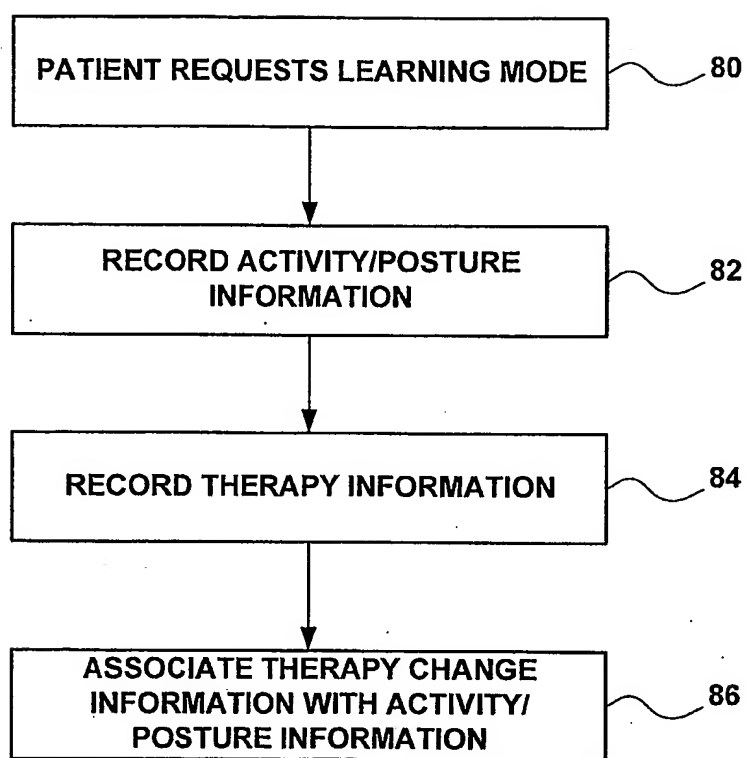 PATIENT REQUESTS LEARNING MODE
80
RECORD ACTIVITY/POSTURE
INFORMATION
82
RECORD THERAPY INFORMATION
84
ASSOCIATE THERAPY CHANGE
INFORMATION WITH ACTIVITY/
POSTURE INFORMATION
86